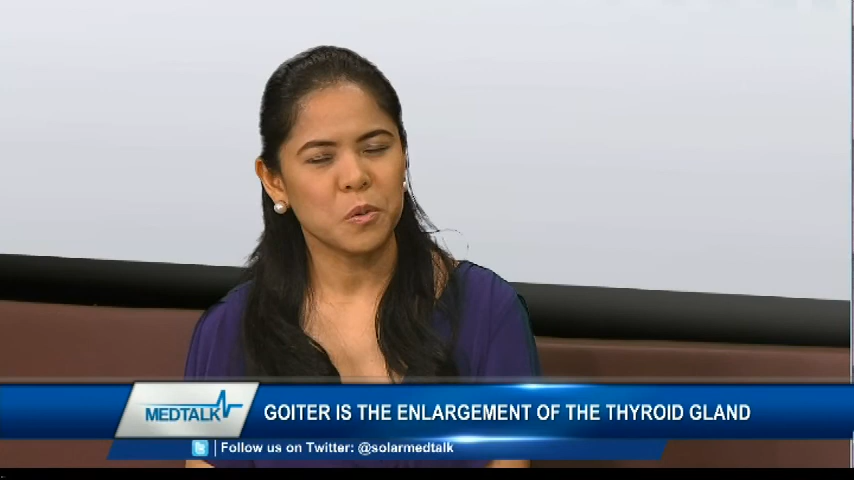 MEDTALK
GOITER IS THE ENLARGEMENT OF THE THYROID GLAND
Follow us on Twitter: @solarmedtalk